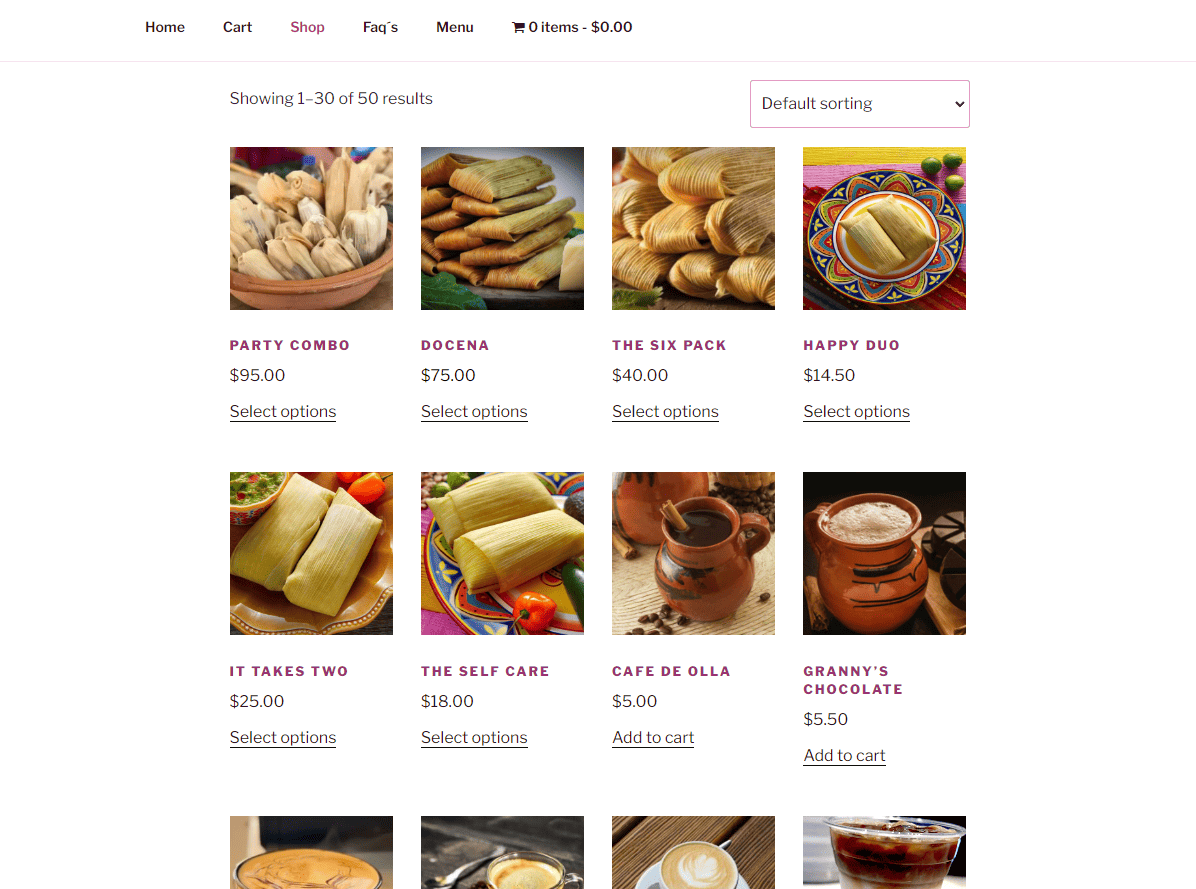 Home Cart Shop Faq´s Menu 0 items - $0.00
Showing 1–30 of 50 results Default sorting
PARTY COMBO DOCENA THE SIX PACK HAPPY DUO
$95.00 $75.00 $40.00 $14.50
Select options Select options Select options Select options
IT TAKES TWO THE SELF CARE CAFE DE OLLA GRANNY’S
CHOCOLATE
$25.00 $18.00 $5.00 $5.50
Select options Select options Add to cart Add to cart